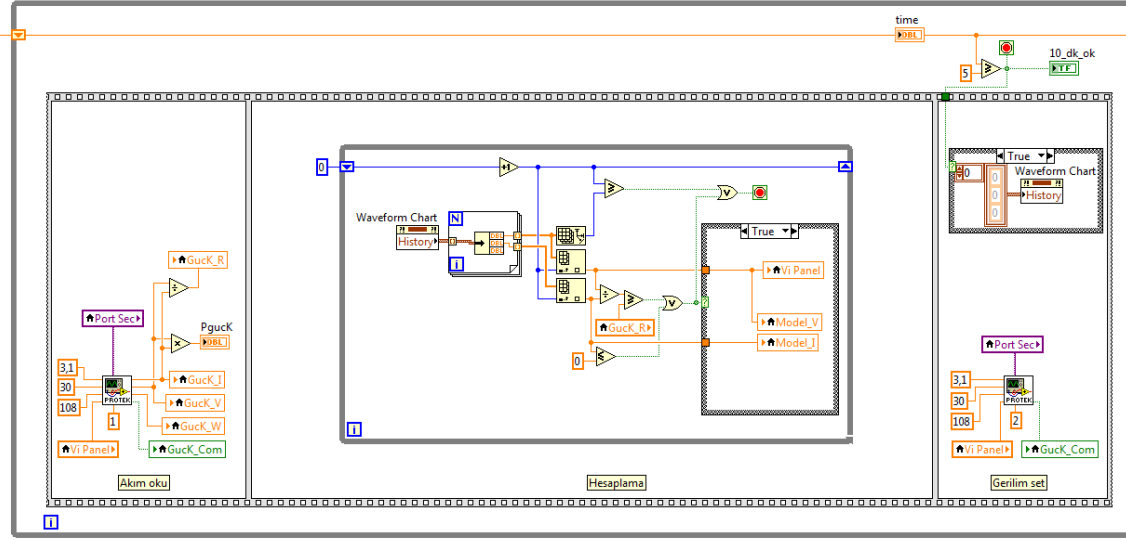 time
DBL
5
10_dk_ok
TF
True
0
Waveform Chart
History
0
0
0
0
+1
Waveform Chart
History
N
DBL
DBL
DBL
i
True
Vi Panel
GucK_R
Model_V
Model_I
0
i
GucK_R
Port Sec
PgucK
DBL
3,1
30
108
PROTEK
1
GucK_I
GucK_V
GucK_W
Vi Panel
GucK_Com
Akım oku
Hesaplama
Port Sec
3,1
30
108
PROTEK
2
Vi Panel
GucK_Com
Gerilim set
i